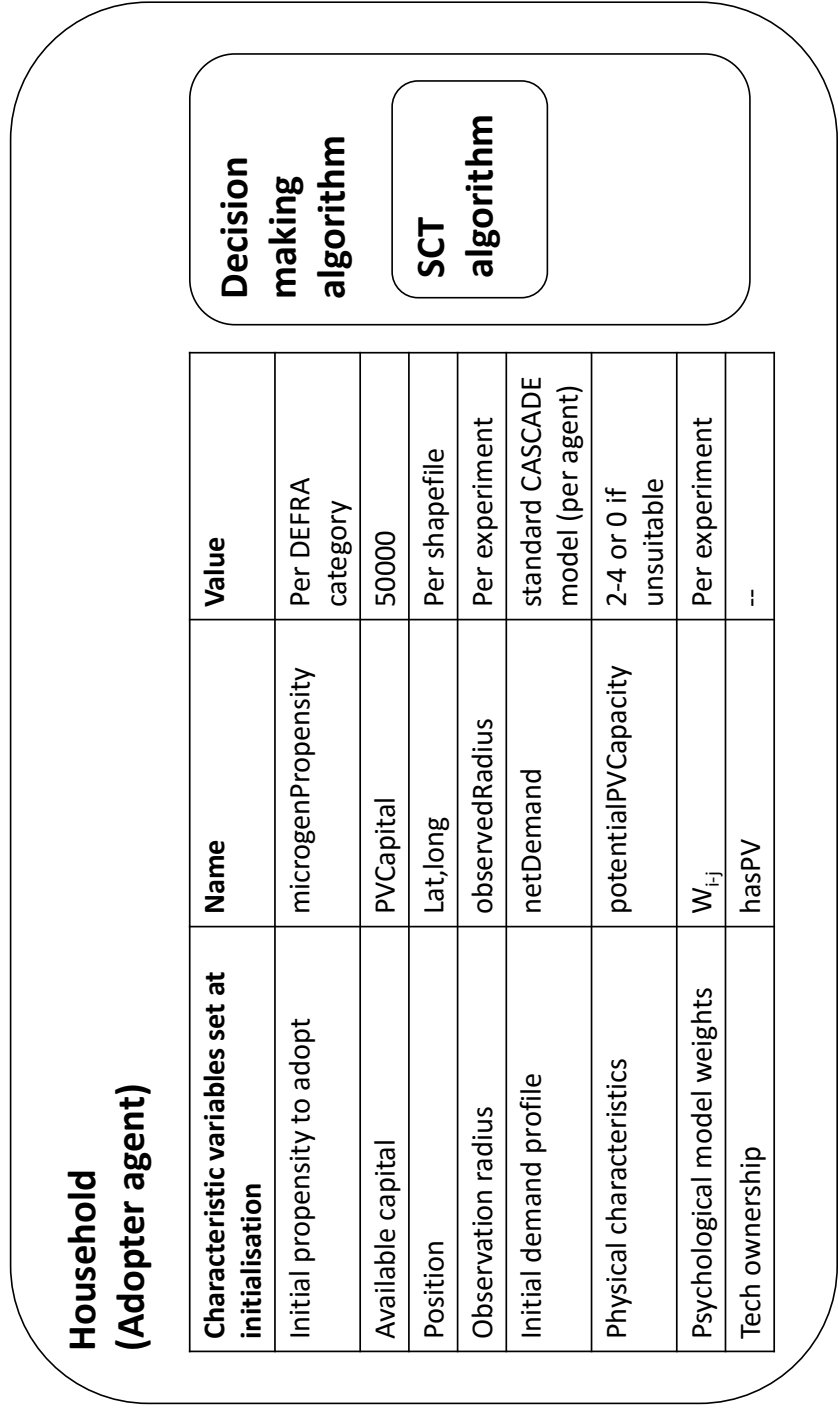 Household
(Adopter agent)
Characteristic variables set at
initialisation
Name
Value
Initial propensity to adopt
microgenPropensity
Per DEFRA
category
Available capital
PVCapital
50000
Position
Lat,long
Per shapefile
Observation radius
observedRadius
Per experiment
Initial demand profile
netDemand
standard CASCADE
model (per agent)
Physical characteristics
potentialPVCapacity
2-4 or 0 if
unsuitable
Psychological model weights
Wi-j
Per experiment
Tech ownership
hasPV
--
Decision
making
algorithm
SCT
algorithm